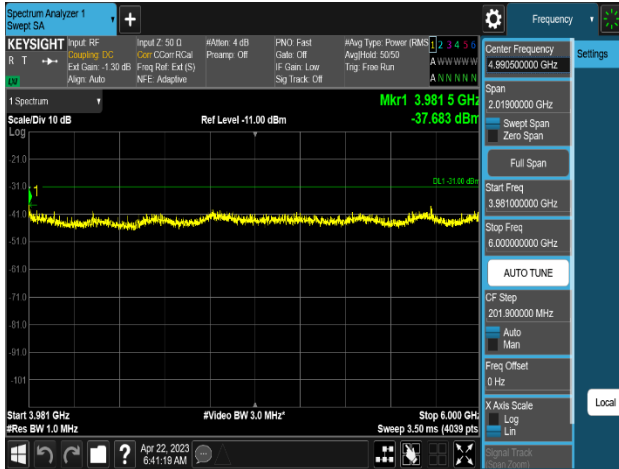 Spectrum Analyzer 1
Swept SA
+
Frequency
KEYSIGHT
R T
LV
Input: RF
Coupling: DC
Ext Gain: -1.30 dB
Align: Auto
Input Z: 50 Ω
Corr CCorr RCal
Freq Ref: Ext (S)
NFE: Adaptive
#Atten: 4 dB
Preamp: Off
PNO: Fast
Gate: Off
IF Gain: Low
Sig Track: Off
#Avg Type: Power (RMS
Avg|Hold: 50/50
Trig: Free Run
1 2 3 4 5 6
A W W W W W
A N N N N N
1 Spectrum
Scale/Div 10 dB
Ref Level -11.00 dBm
Mkr1 3.981 5 GHz
-37.683 dBm
Log
-21.0
-31.0
-41.0
-51.0
-61.0
-71.0
-81.0
-91.0
-101
1
DL1 -31.00 dBm
Start 3.981 GHz
#Res BW 1.0 MHz
#Video BW 3.0 MHz*
Stop 6.000 GHz
Sweep 3.50 ms (4039 pts
?
Apr 22, 2023
6:41:19 AM
Center Frequency
4.990500000 GHz
Span
2.01900000 GHz
Swept Span
Zero Span
Full Span
Start Freq
3.981000000 GHz
Stop Freq
6.000000000 GHz
AUTO TUNE
CF Step
201.900000 MHz
Auto
Man
Freq Offset
0 Hz
X Axis Scale
Log
Lin
Signal Track
(Span Zoom)
Settings
Local